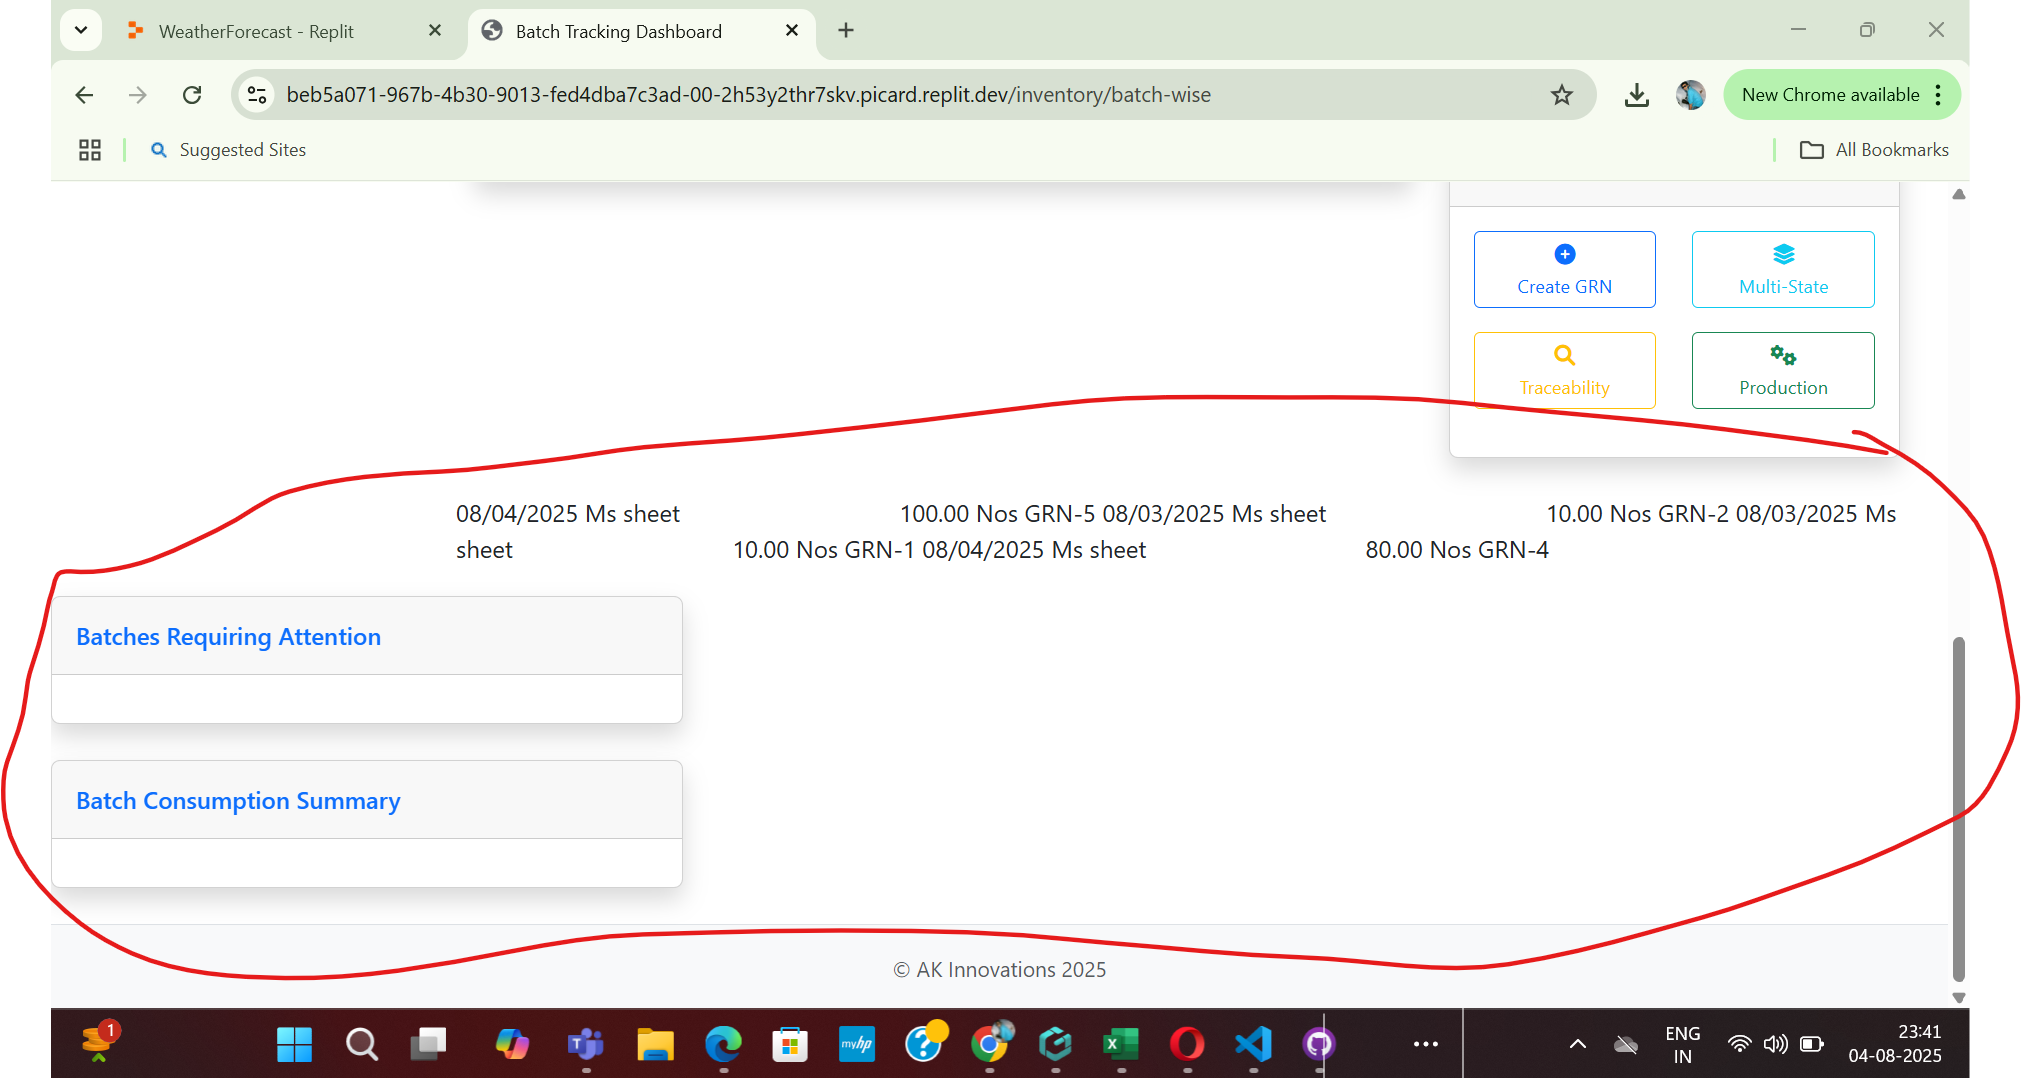 WeatherForecast - Replit
Batch Tracking Dashboard
beb5a071-967b-4b30-9013-fed4dba7c3ad-00-2h53y2thr7skv.picard.replit.dev/inventory/batch-wise
New Chrome available
Suggested Sites
All Bookmarks
Create GRN
Multi-State
Traceability
Production
08/04/2025 Ms sheet 100.00 Nos GRN-5 08/03/2025 Ms sheet 10.00 Nos GRN-2 08/03/2025 Ms
sheet 10.00 Nos GRN-1 08/04/2025 Ms sheet 80.00 Nos GRN-4
Batches Requiring Attention
Batch Consumption Summary
© AK Innovations 2025
1
myhp
ENG
IN
23:41
04-08-2025